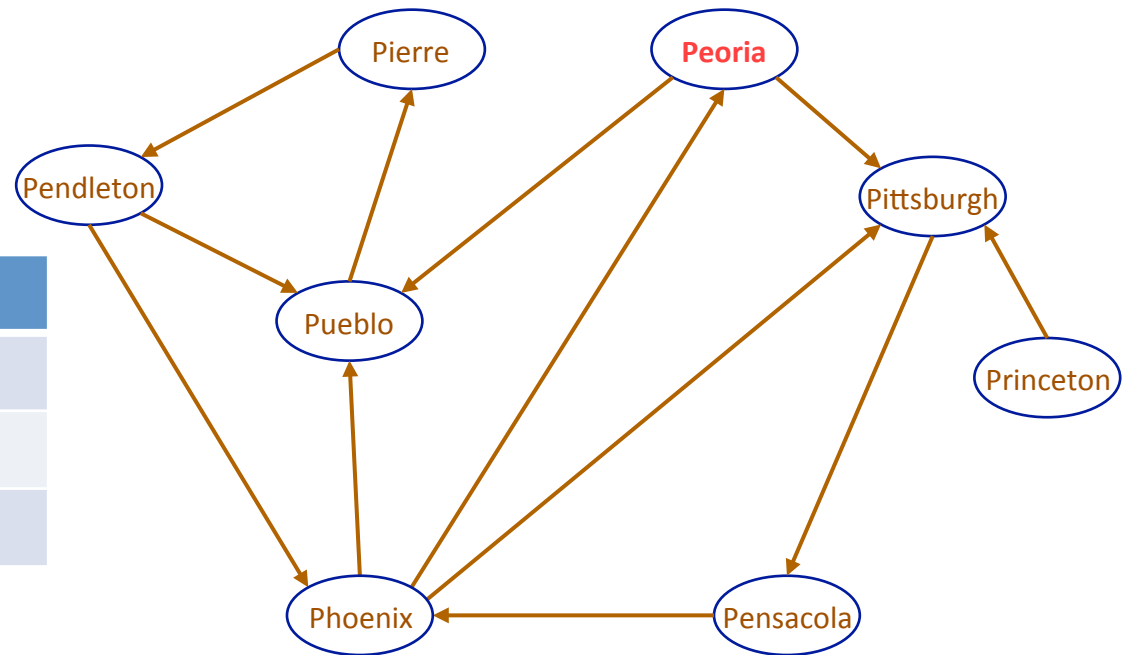 Pierre
Peoria
Pendleton
Pittsburgh
Pueblo
Princeton
Phoenix
Pensacola